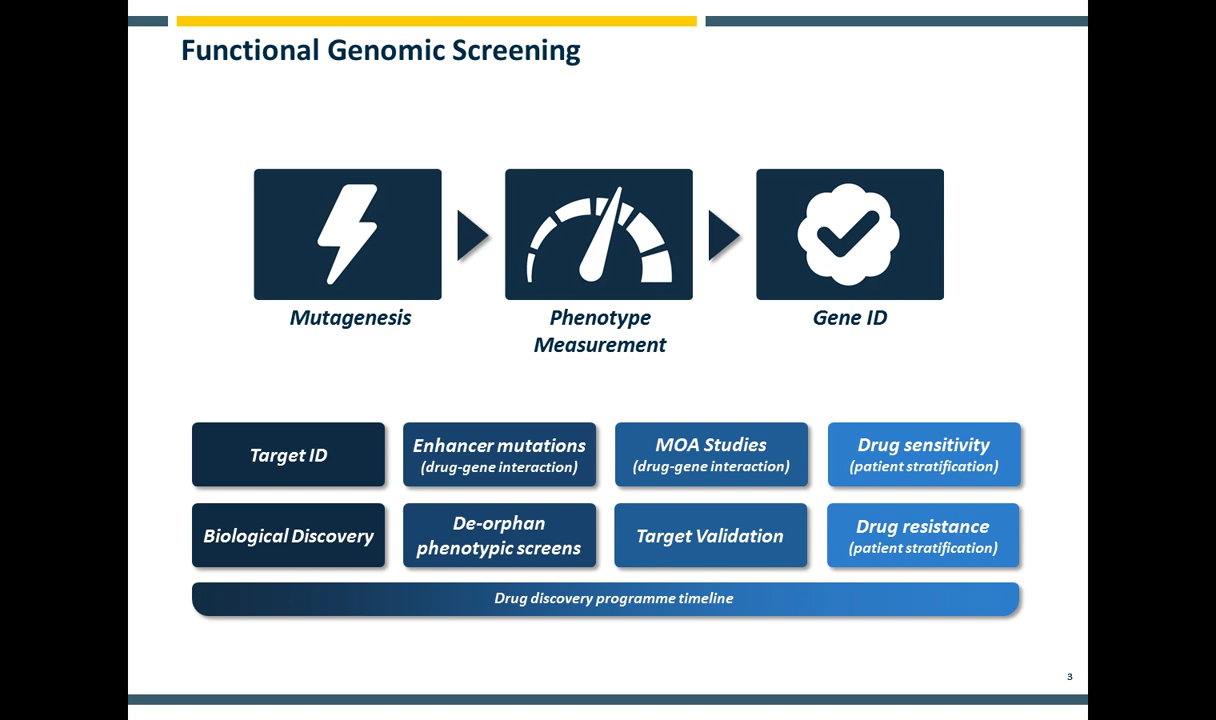 Functional Genomic Screening
Mutagenesis
Phenotype
Measurement
Gene ID
Target ID
Enhancer mutations
(drug-gene interaction)
MOA Studies
(drug-gene interaction)
Drug sensitivity
(patient stratification)
Biological Discovery
De-orphan
phenotypic screens
Target Validation
Drug resistance
(patient stratification)
Drug discovery programme timeline
3